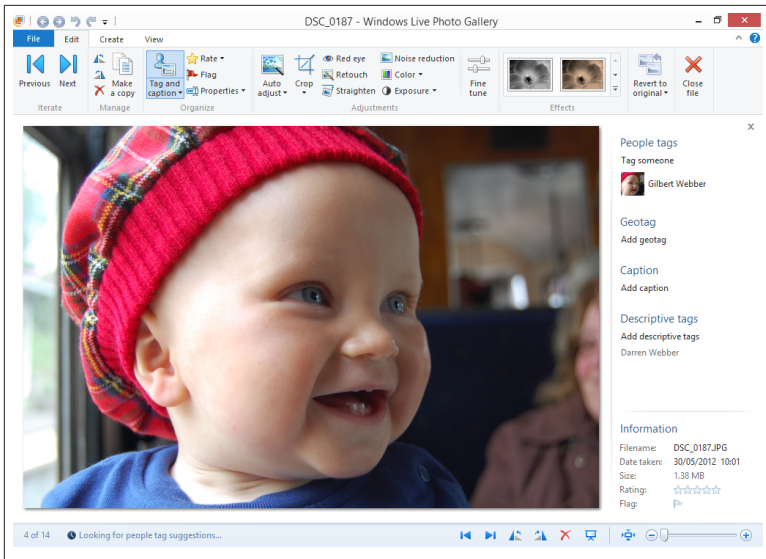 DSC_0187 - Windows Live Photo Gallery
File Edit Create View
Previous Next
Iterate
Make a copy
Manage
Tag and caption
Rate
Flag
Properties
Organize
Auto adjust
Crop
Red eye
Retouch
Straighten
Noise reduction
Color
Exposure
Fine tune
Adjustments
Effects
Revert to original
Close file
People tags
Tag someone
Gilbert Webber
Geotag
Add geotag
Caption
Add caption
Descriptive tags
Add descriptive tags
Darren Webber
Information
Filename: DSC_0187.JPG
Date taken: 30/05/2012 10:01
Size: 1.38 MB
Rating:
Flag:
4 of 14 Looking for people tag suggestions...